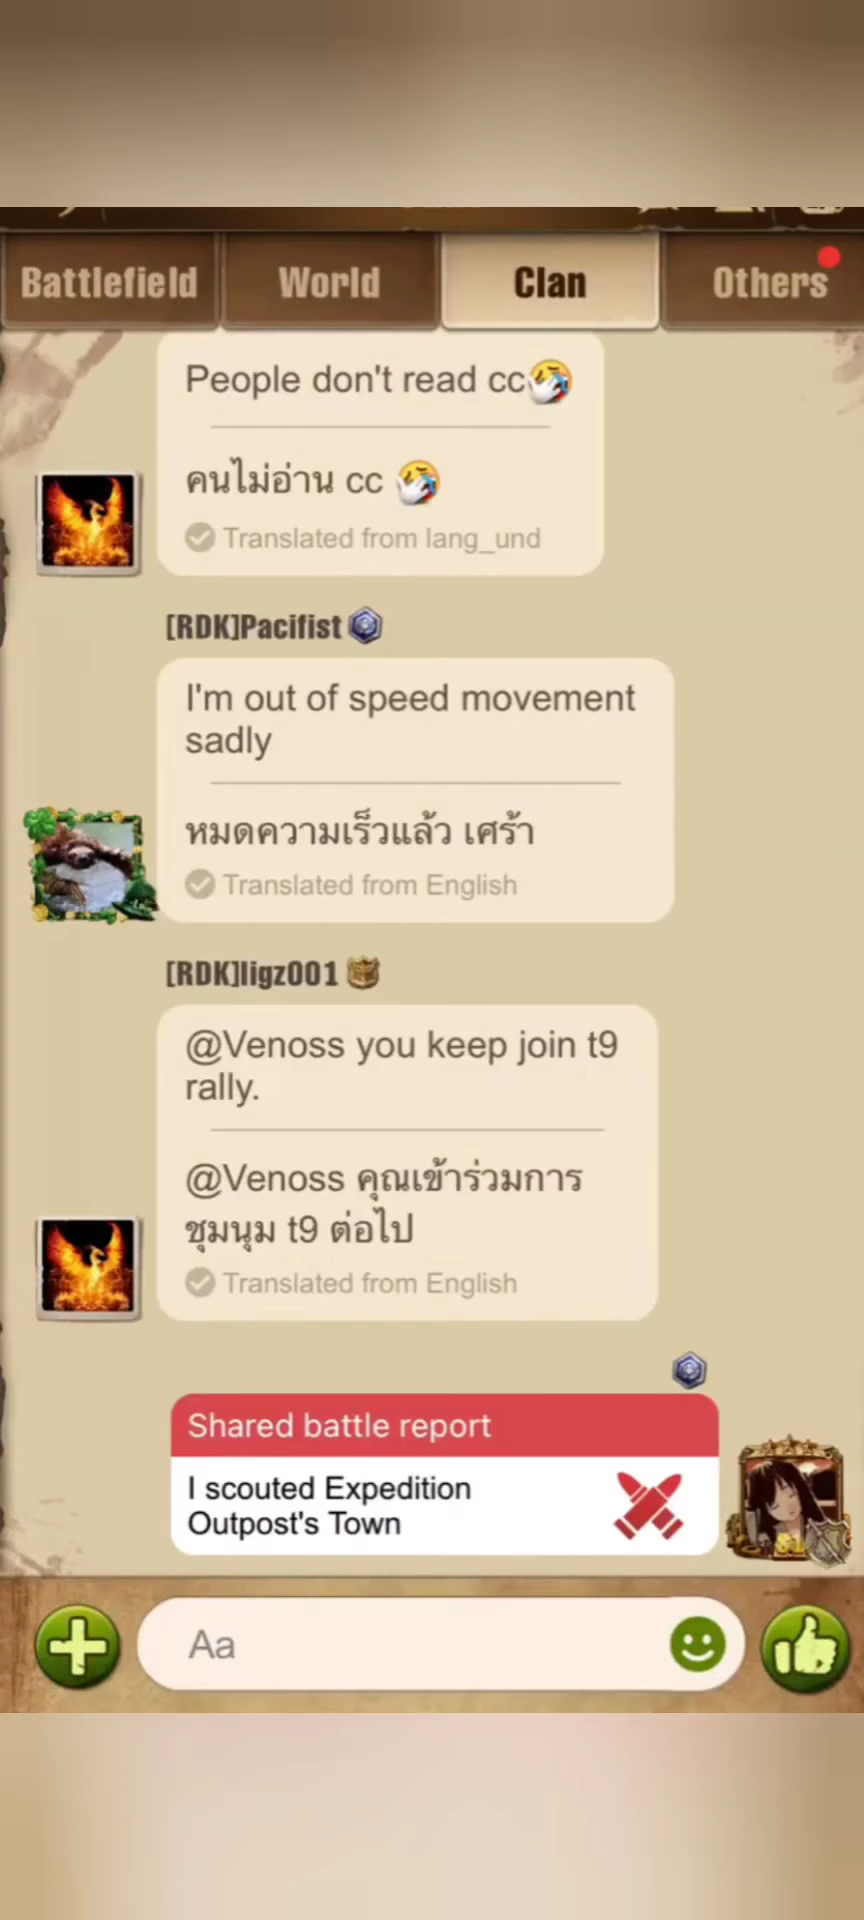 Battlefield
World
Clan
Others
People don't read cc🤣
คนไม่อ่าน cc 🤣
Translated from lang_und
[RDK]Pacifist
I'm out of speed movement
sadly
หมดความเร็วแล้ว เศร้า
Translated from English
[RDK]ligz001
@Venoss you keep join t9
rally.
@Venoss คุณเข้าร่วมการ
ชุมนุม t9 ต่อไป
Translated from English
Shared battle report
I scouted Expedition
Outpost's Town
Aa